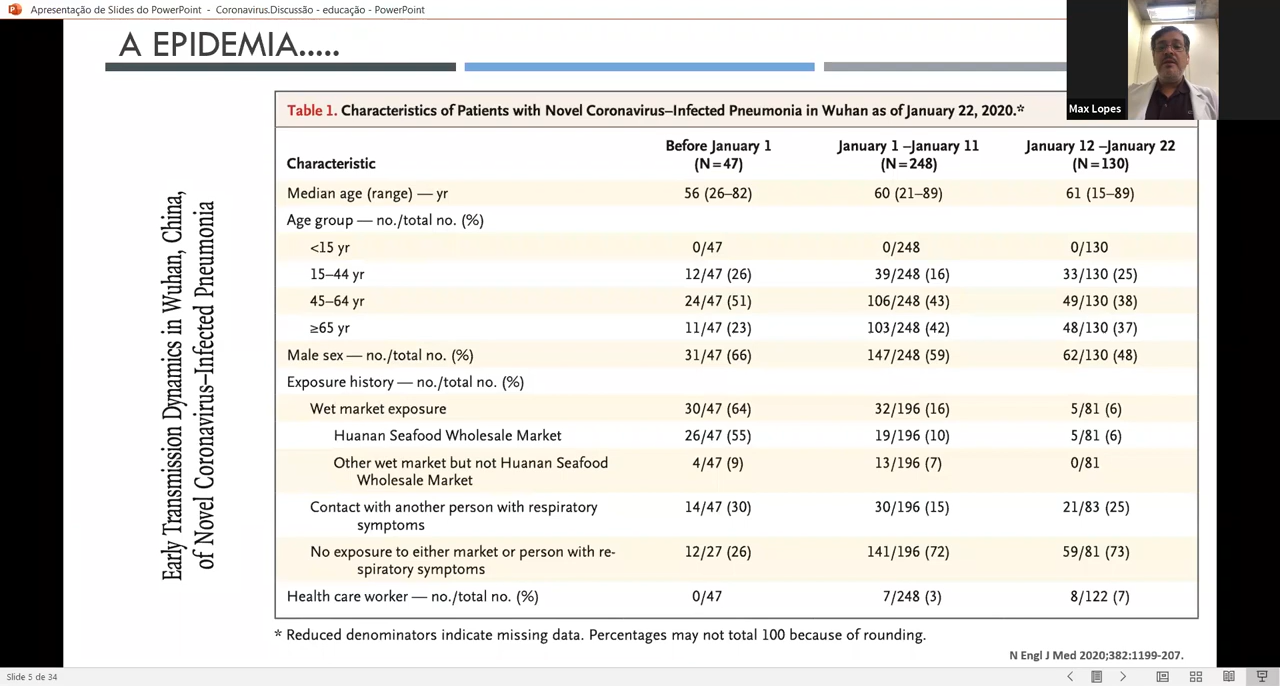 Apresentação de Slides do PowerPoint - Coronavirus.Discussão - educação - PowerPoint
A EPIDEMIA.....
Max Lopes
Early Transmission Dynamics in Wuhan, China,
of Novel Coronavirus–Infected Pneumonia
Table 1. Characteristics of Patients with Novel Coronavirus–Infected Pneumonia in Wuhan as of January 22, 2020.*
Characteristic Before January 1 (N=47) January 1 –January 11 (N=248) January 12 –January 22 (N=130)
Median age (range) — yr 56 (26–82) 60 (21–89) 61 (15–89)
Age group — no./total no. (%)
<15 yr 0/47 0/248 0/130
15–44 yr 12/47 (26) 39/248 (16) 33/130 (25)
45–64 yr 24/47 (51) 106/248 (43) 49/130 (38)
≥65 yr 11/47 (23) 103/248 (42) 48/130 (37)
Male sex — no./total no. (%) 31/47 (66) 147/248 (59) 62/130 (48)
Exposure history — no./total no. (%)
Wet market exposure 30/47 (64) 32/196 (16) 5/81 (6)
Huanan Seafood Wholesale Market 26/47 (55) 19/196 (10) 5/81 (6)
Other wet market but not Huanan Seafood 4/47 (9) 13/196 (7) 0/81
Wholesale Market
Contact with another person with respiratory 14/47 (30) 30/196 (15) 21/83 (25)
symptoms
No exposure to either market or person with re- 12/27 (26) 141/196 (72) 59/81 (73)
spiratory symptoms
Health care worker — no./total no. (%) 0/47 7/248 (3) 8/122 (7)
* Reduced denominators indicate missing data. Percentages may not total 100 because of rounding.
N Engl J Med 2020;382:1199-207.
Slide 5 de 34